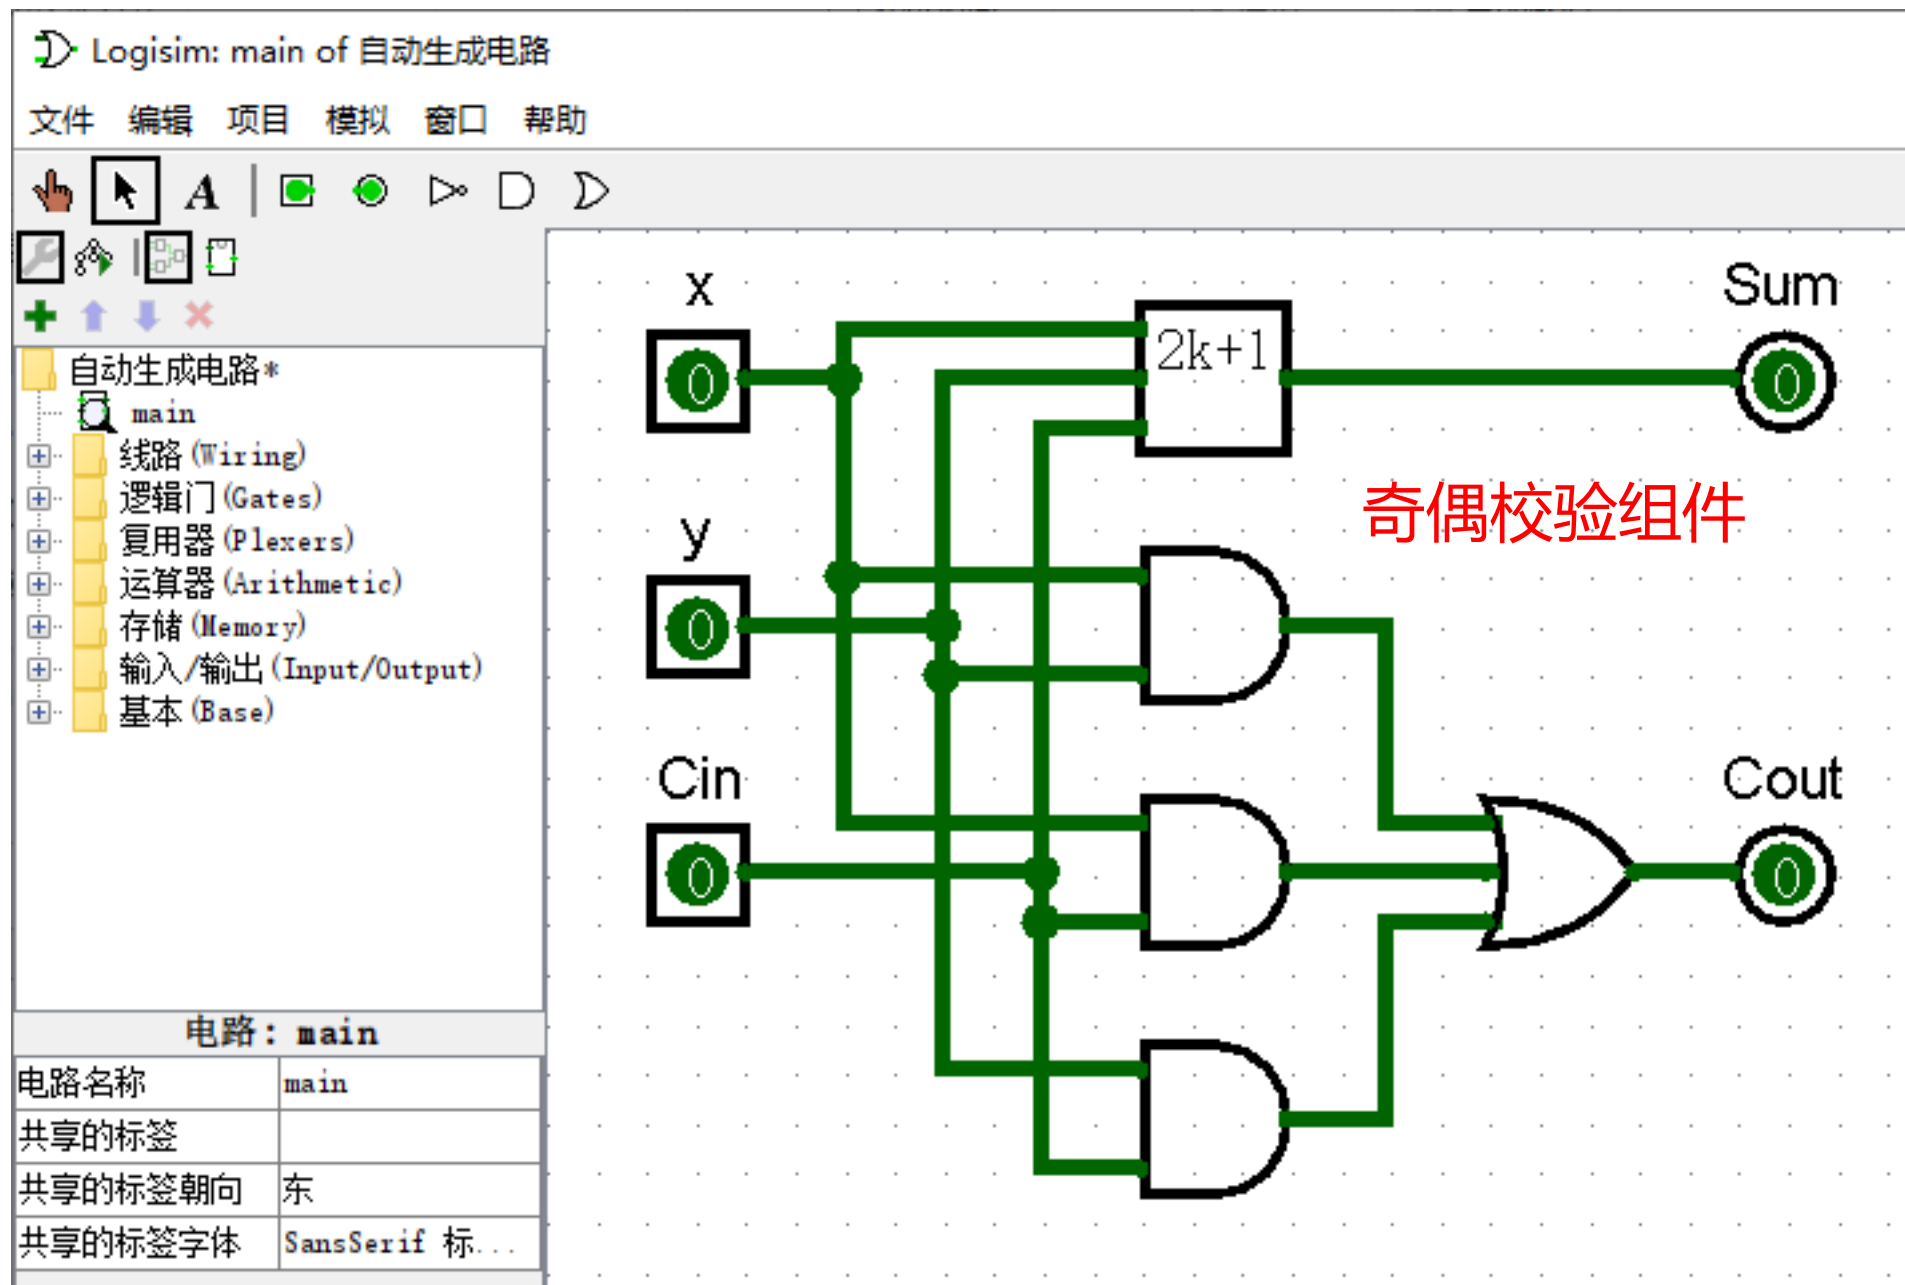 Logisim: main of 自动生成电路
文件 编辑 项目 模拟 窗口 帮助
A
自动生成电路*
main
线路(Wiring)
逻辑门(Gates)
复用器(Plexers)
运算器(Arithmetic)
存储(Memory)
输入/输出(Input/Output)
基本(Base)
电路: main
电路名称 main
共享的标签
共享的标签朝向 东
共享的标签字体 SansSerif 标...
x
0
2k+1
Sum
0
奇偶校验组件
y
0
Cin
0
Cout
0